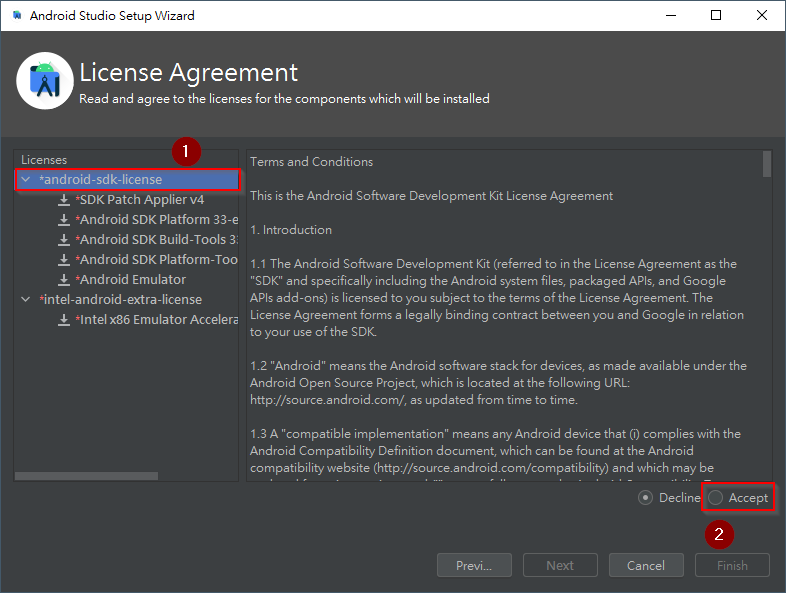 Android Studio Setup Wizard
License Agreement
Read and agree to the licenses for the components which will be installed
1
Licenses
*android-sdk-license
*SDK Patch Applier v4
*Android SDK Platform 33-e
*Android SDK Build-Tools 33
*Android SDK Platform-Too
*Android Emulator
*intel-android-extra-license
*Intel x86 Emulator Accelera
Terms and Conditions
This is the Android Software Development Kit License Agreement
1. Introduction
1.1 The Android Software Development Kit (referred to in the License Agreement as the
"SDK" and specifically including the Android system files, packaged APIs, and Google
APIs add-ons) is licensed to you subject to the terms of the License Agreement. The
License Agreement forms a legally binding contract between you and Google in relation
to your use of the SDK.
1.2 "Android" means the Android software stack for devices, as made available under the
Android Open Source Project, which is located at the following URL:
http://source.android.com/, as updated from time to time.
1.3 A "compatible implementation" means any Android device that (i) complies with the
Android Compatibility Definition document, which can be found at the Android
compatibility website (http://source.android.com/compatibility) and which may be
Decline
Accept
2
Previ...
Next
Cancel
Finish